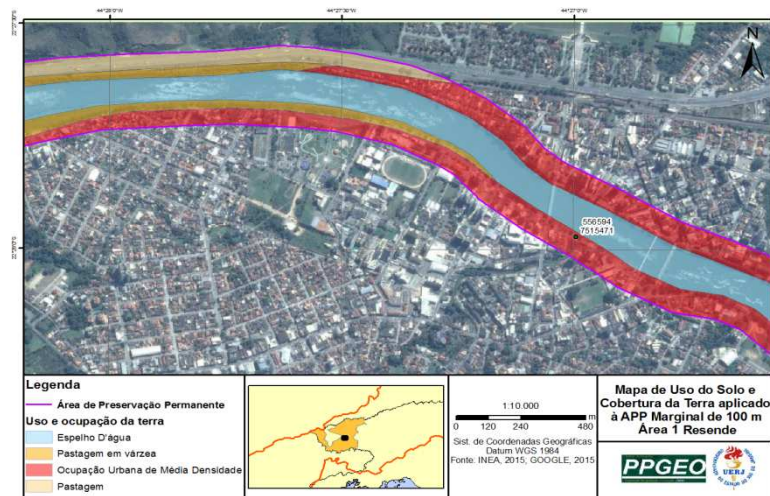 44°28'0"W
44°27'30"W
44°27'0"W
N
556594
751547,1
Legenda
Área de Preservação Permanente
Uso e ocupação da terra
Espelho D'água
Pastagem em várzea
Ocupação Urbana de Média Densidade
Pastagem
1:10.000
0 120 240 480 m
Sist. de Coordenadas Geográficas
Datum WGS 1984
Fonte: INEA, 2015; GOOGLE, 2015
Mapa de Uso do Solo e
Cobertura da Terra aplicado
à APP Marginal de 100 m
Área 1 Resende
PPGEO
UERJ